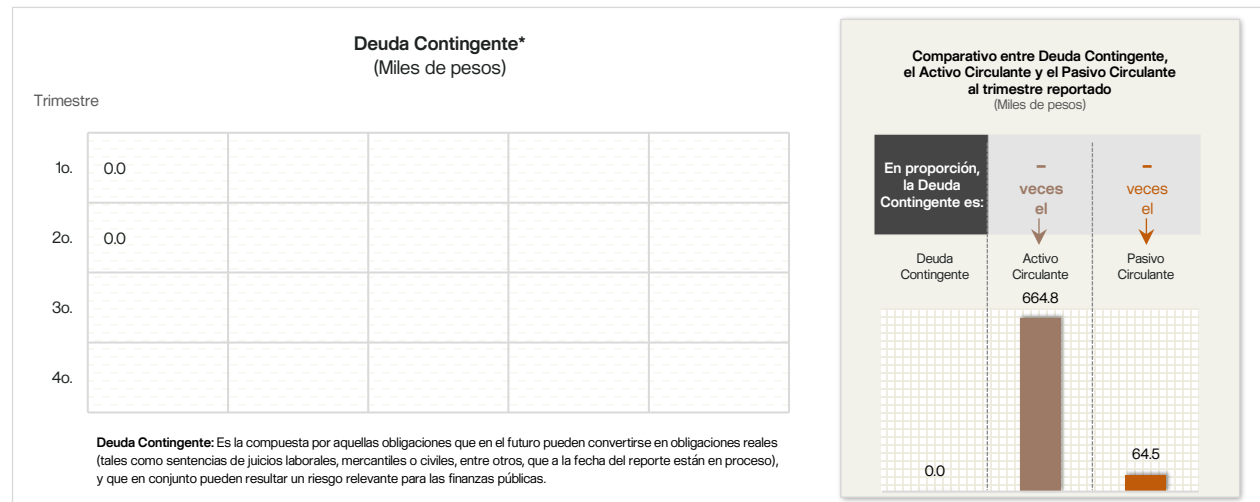 Deuda Contingente*
(Miles de pesos)
Trimestre
1o. 0.0
2o. 0.0
3o.
4o.
Deuda Contingente: Es la compuesta por aquellas obligaciones que en el futuro pueden convertirse en obligaciones reales
(tales como sentencias de juicios laborales, mercantiles o civiles, entre otros, que a la fecha del reporte están en proceso),
y que en conjunto pueden resultar un riesgo relevante para las finanzas públicas.
Comparativo entre Deuda Contingente,
el Activo Circulante y el Pasivo Circulante
al trimestre reportado
(Miles de pesos)
En proporción,
la Deuda
Contingente es:
–
veces
el
–
veces
el
Deuda
Contingente
Activo
Circulante
Pasivo
Circulante
664.8
64.5
0.0